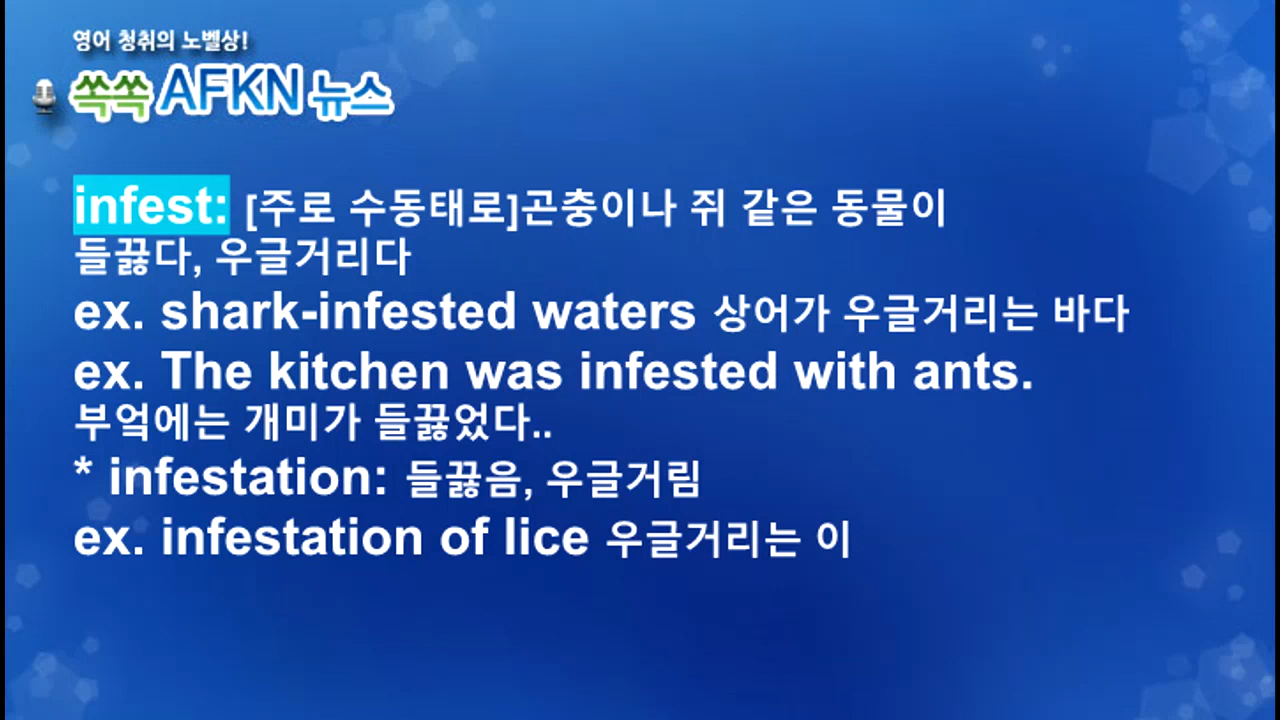 영어 청취의 노벨상!
쏙쏙 AFKN 뉴스
infest: [주로 수동태로]곤충이나 쥐 같은 동물이
들끓다, 우글거리다
ex. shark-infested waters 상어가 우글거리는 바다
ex. The kitchen was infested with ants.
부엌에는 개미가 들끓었다..
* infestation: 들끓음, 우글거림
ex. infestation of lice 우글거리는 이